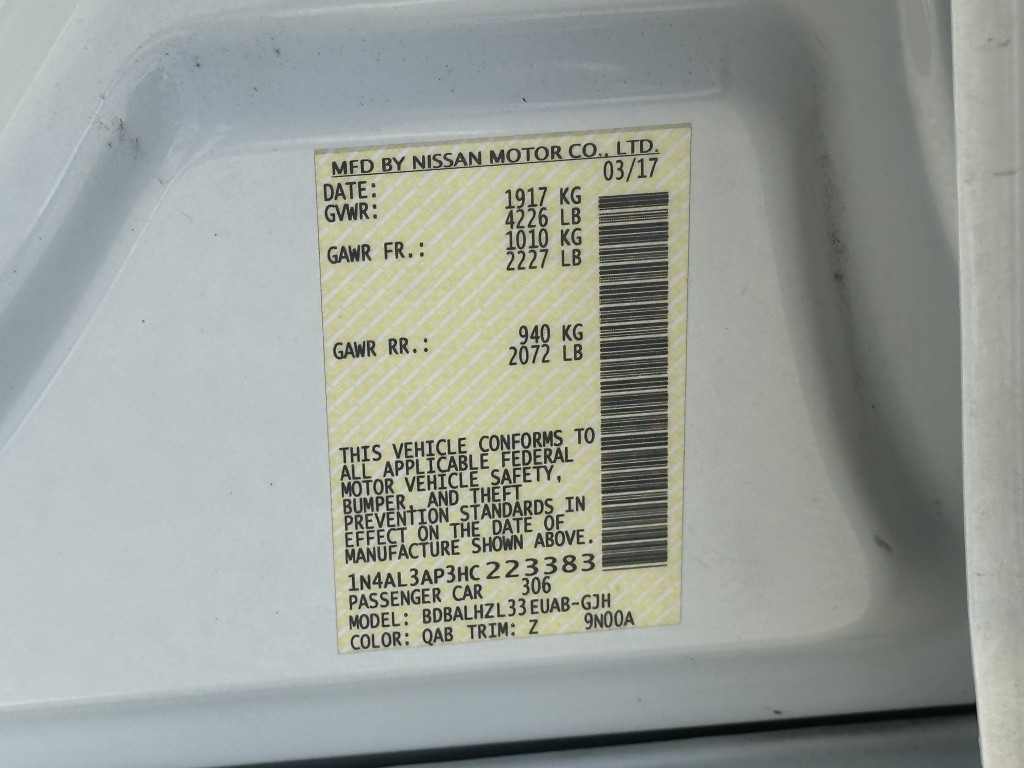 MFD BY NISSAN MOTOR CO., LTD.
DATE: 03/17
GVWR: 1917 KG
4226 LB
GAWR FR.: 1010 KG
2227 LB
GAWR RR.: 940 KG
2072 LB
THIS VEHICLE CONFORMS TO
ALL APPLICABLE FEDERAL
MOTOR VEHICLE SAFETY,
BUMPER, AND THEFT
PREVENTION STANDARDS IN
EFFECT ON THE DATE OF
MANUFACTURE SHOWN ABOVE.
1N4AL3AP3HC223383
PASSENGER CAR 306
MODEL: BDBALHZL33EUAB-GJH
COLOR: QAB TRIM: Z 9N00A